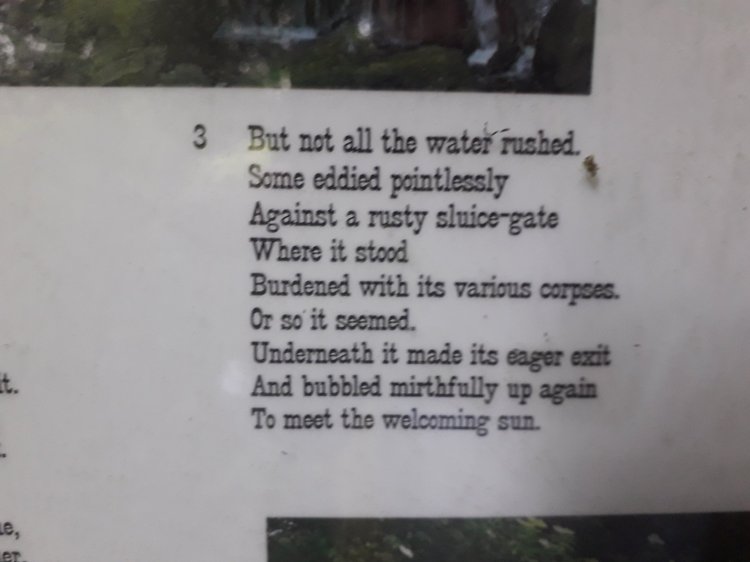 3 But not all the water rushed.
Some eddied pointlessly
Against a rusty sluice-gate
Where it stood
Burdened with its various corpses.
Or so it seemed.
Underneath it made its eager exit
And bubbled mirthfully up again
To meet the welcoming sun.